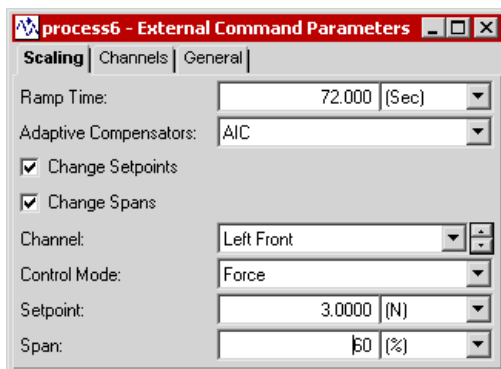 process6 - External Command Parameters
Scaling Channels General
Ramp Time: 72.000 (Sec)
Adaptive Compensators: AIC
Change Setpoints
Change Spans
Channel: Left Front
Control Mode: Force
Setpoint: 3.0000 (N)
Span: 60 (%)